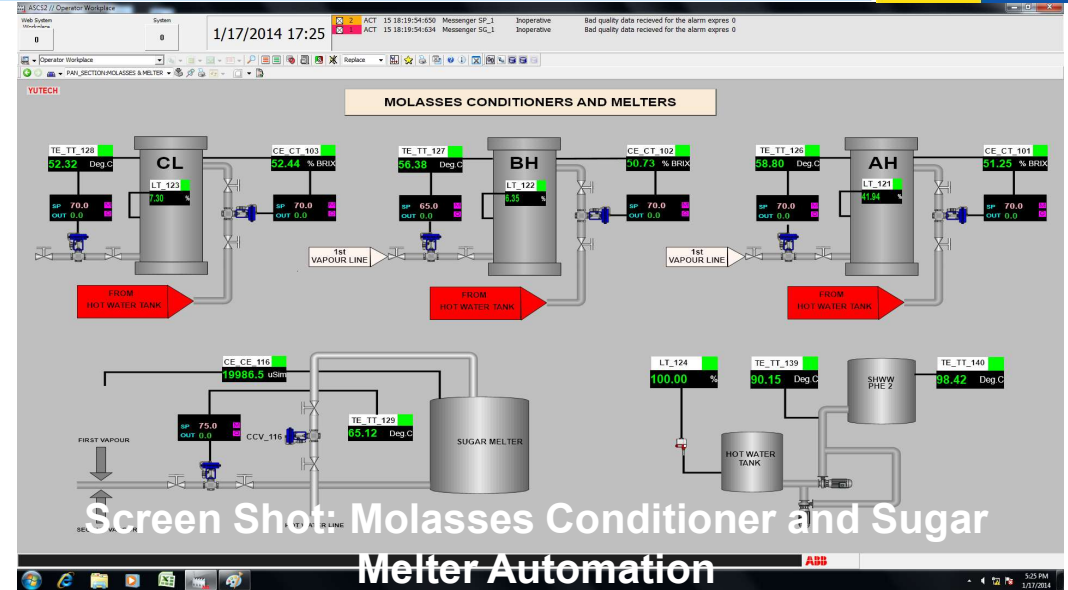 ASCS2 // Operator Workplace
Web System
Workplace
0
System
0
1/17/2014 17:25
2 ACT 15 18:19:54:650 Messenger SP_1 Inoperative Bad quality data recieved for the alarm expres 0
1 ACT 15 18:19:54:634 Messenger SG_1 Inoperative Bad quality data recieved for the alarm expres 0
Operator Workplace
Replace
PAN_SECTION:MOLASSES & MELTER
YUTECH
MOLASSES CONDITIONERS AND MELTERS
TE_TT_128
52.32 Deg.C
CL
CE_CT_103
52.44 % BRIX
LT_123
7.30 %
SP 70.0
OUT 0.0
SP 70.0
OUT 0.0
FROM
HOT WATER TANK
TE_TT_127
56.38 Deg.C
BH
CE_CT_102
50.73 % BRIX
LT_122
6.35 %
SP 65.0
OUT 0.0
SP 70.0
OUT 0.0
1st
VAPOUR LINE
FROM
HOT WATER TANK
TE_TT_126
58.80 Deg.C
AH
CE_CT_101
51.25 % BRIX
LT_121
41.94 %
SP 70.0
OUT 0.0
SP 70.0
OUT 0.0
1st
VAPOUR LINE
FROM
HOT WATER TANK
CE_CE_116
19986.5 uSim
SP 75.0
OUT 0.0
CCV_116
TE_TT_129
65.12 Deg.C
SUGAR MELTER
FIRST VAPOUR
HOT WATER LINE
LT_124
100.00 %
TE_TT_139
90.15 Deg.C
SHWW
PHE 2
TE_TT_140
98.42 Deg.C
HOT WATER
TANK
Screen Shot: Molasses Conditioner and Sugar
Melter Automation
ABB
5:25 PM
1/17/2014